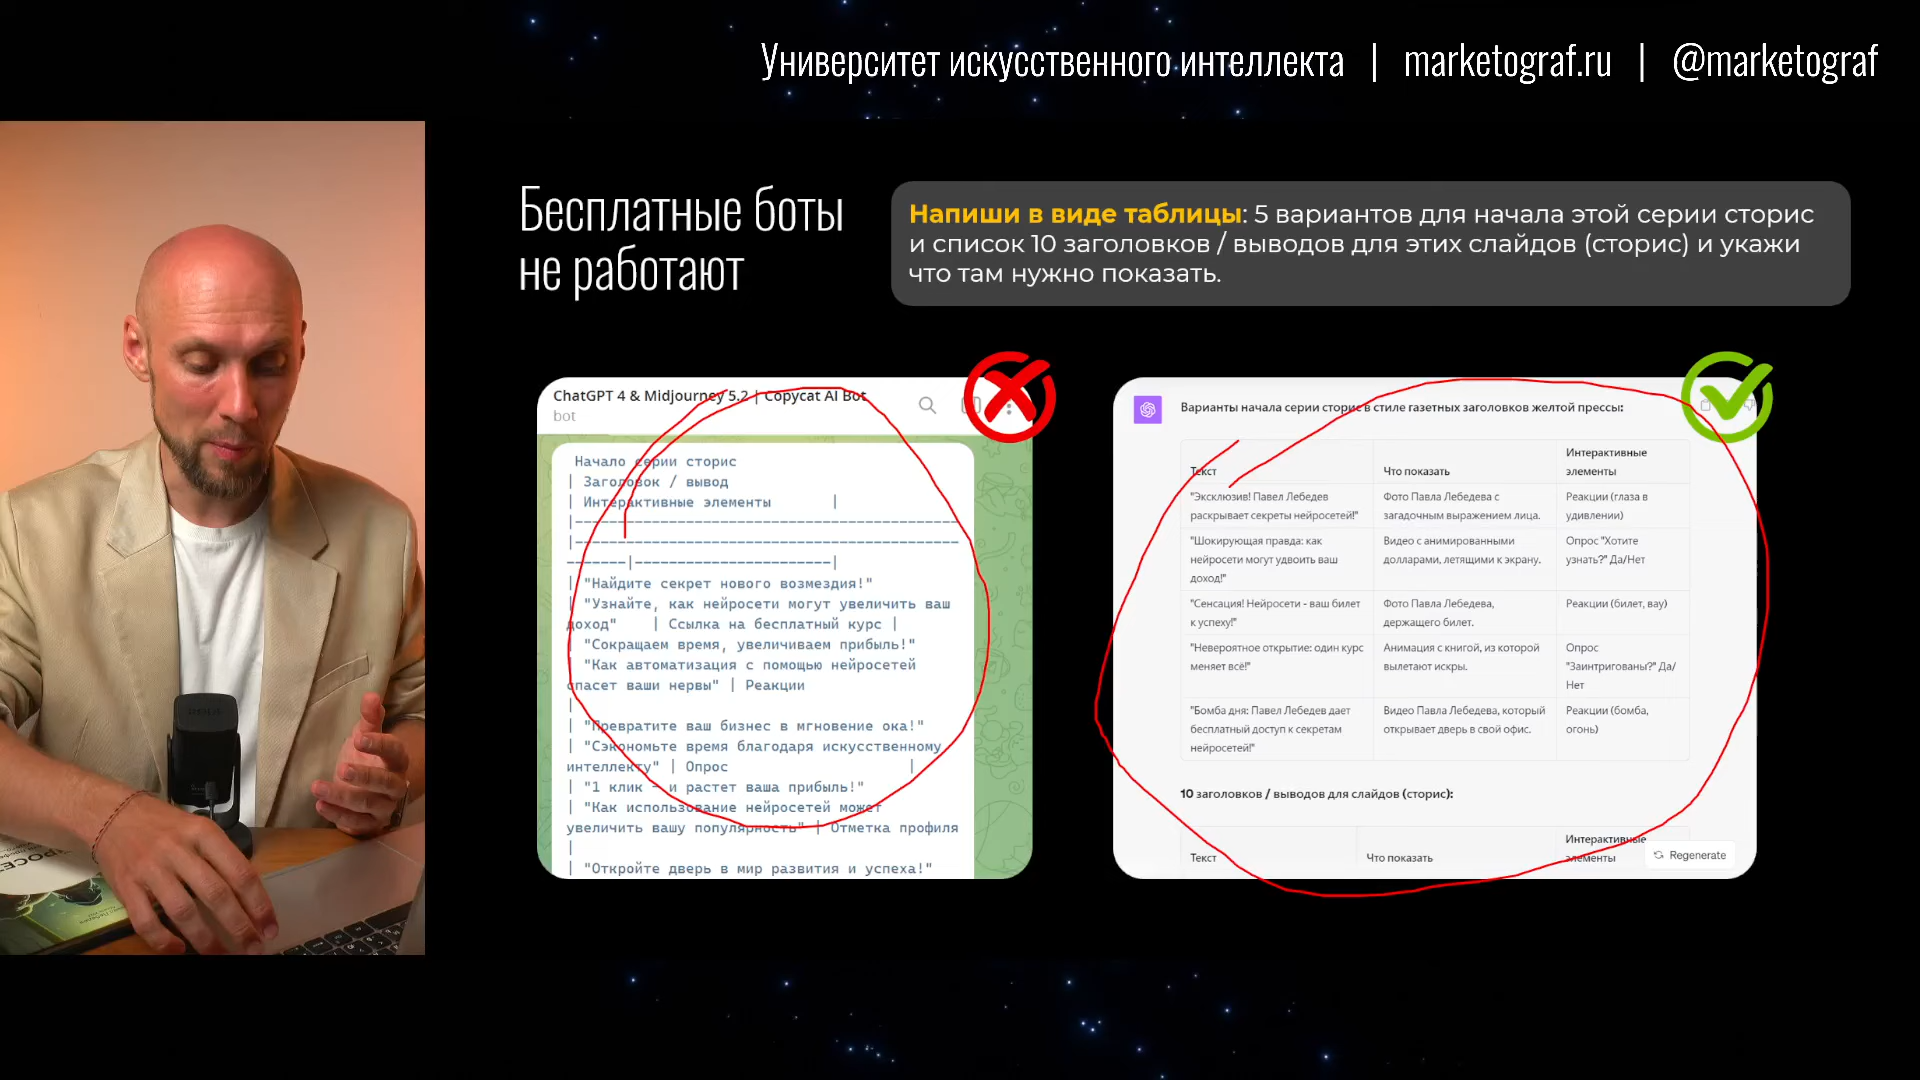 Университет искусственного интеллекта | marketograf.ru | @marketograf
Бесплатные боты
не работают
Напиши в виде таблицы: 5 вариантов для начала этой серии сторис
и список 10 заголовков / выводов для этих слайдов (сторис) и укажи
что там нужно показать.
ChatGPT 4 & Midjourney 5.2 | Copycat AI Bot
bot
Начало серии сторис
| Заголовок / вывод
| Интерактивные элементы |
|----------------------------------------------
|----------------------------------------------
-------|-----------------------|
| "Найдите секрет нового возмездия!"
| "Узнайте, как нейросети могут увеличить ваш
доход" | Ссылка на бесплатный курс |
| "Сокращаем время, увеличиваем прибыль!"
| "Как автоматизация с помощью нейросетей
спасет ваши нервы" | Реакции
|
| "Превратите ваш бизнес в мгновение ока!"
| "Сэкономьте время благодаря искусственному
интеллекту" | Опрос |
| "1 клик – и растет ваша прибыль!"
| "Как использование нейросетей может
увеличить вашу популярность" | Отметка профиля
|
| "Откройте дверь в мир развития и успеха!"
Варианты начала серии сторис в стиле газетных заголовков желтой прессы:
Текст Что показать Интерактивные
элементы
"Эксклюзив! Павел Лебедев Фото Павла Лебедева с Реакции (глаза в
раскрывает секреты нейросетей!" загадочным выражением лица. удивлении)
"Шокирующая правда: как Видео с анимированными Опрос "Хотите
нейросети могут удвоить ваш долларами, летящими к экрану. узнать?" Да/Нет
доход!"
"Сенсация! Нейросети - ваш билет Фото Павла Лебедева, Реакции (билет, вау)
к успеху!" держащего билет.
"Невероятное открытие: один курс Анимация с книгой, из которой Опрос
меняет всё!" вылетают искры. "Заинтригованы?" Да/
Нет
"Бомба дня: Павел Лебедев дает Видео Павла Лебедева, который Реакции (бомба,
бесплатный доступ к секретам открывает дверь в свой офис. огонь)
нейросетей!"
10 заголовков / выводов для слайдов (сторис):
Текст Что показать Интерактивные
элементы
Regenerate